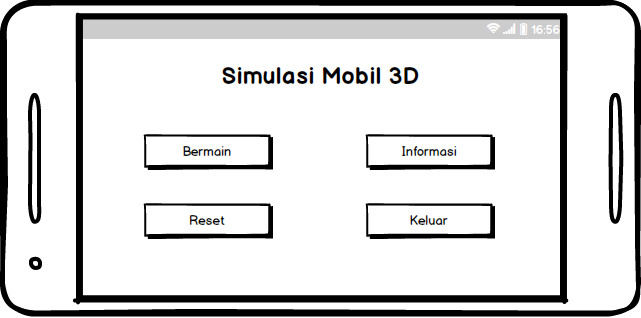 16:56
Simulasi Mobil 3D
Bermain Informasi
Reset Keluar